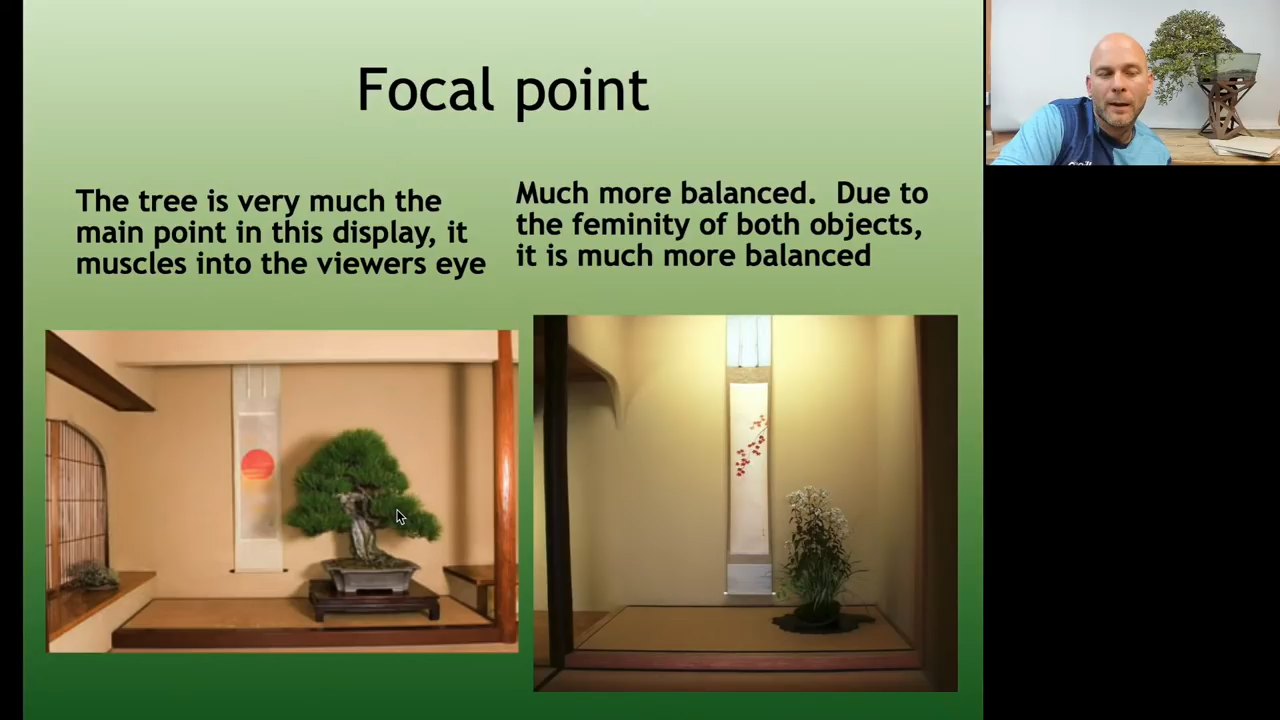 Focal point
The tree is very much the
main point in this display, it
muscles into the viewers eye
Much more balanced.  Due to
the feminity of both objects,
it is much more balanced